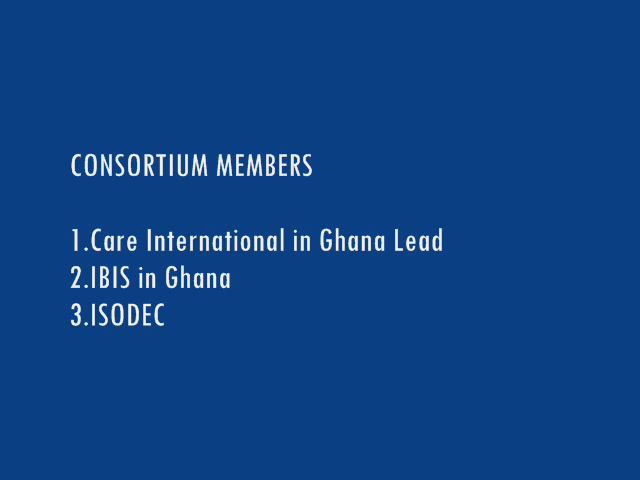 CONSORTIUM MEMBERS
1.Care International in Ghana Lead
2.IBIS in Ghana
3.ISODEC